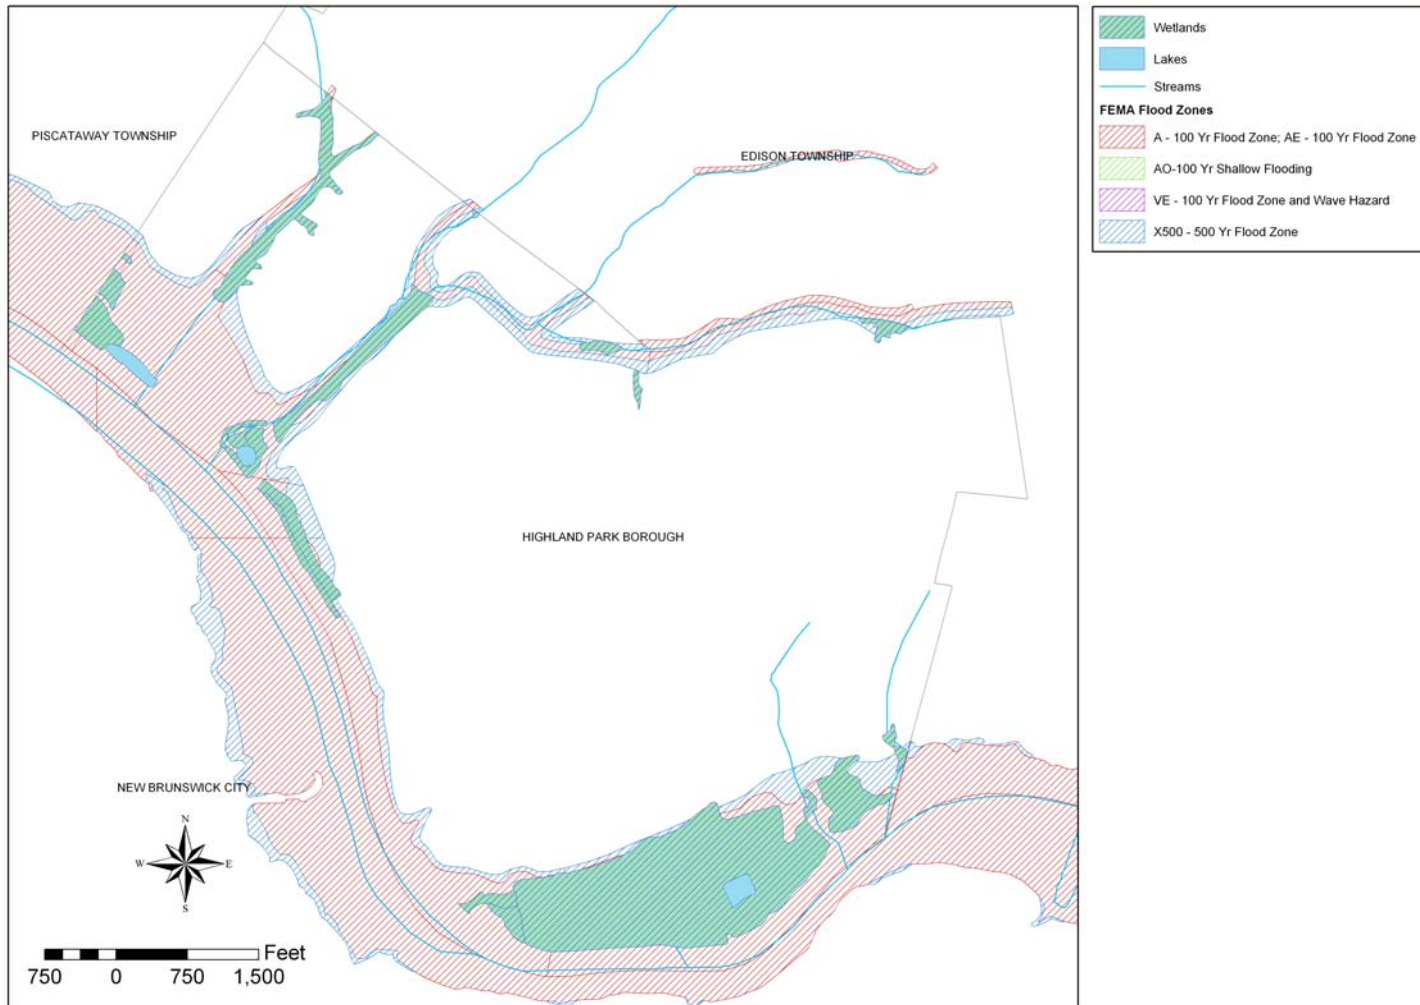 PISCATAWAY TOWNSHIP
EDISON TOWNSHIP
HIGHLAND PARK BOROUGH
NEW BRUNSWICK CITY
N
W E
S
Feet
750 0 750 1,500
Wetlands
Lakes
Streams
FEMA Flood Zones
A - 100 Yr Flood Zone; AE - 100 Yr Flood Zone
AO-100 Yr Shallow Flooding
VE - 100 Yr Flood Zone and Wave Hazard
X500 - 500 Yr Flood Zone